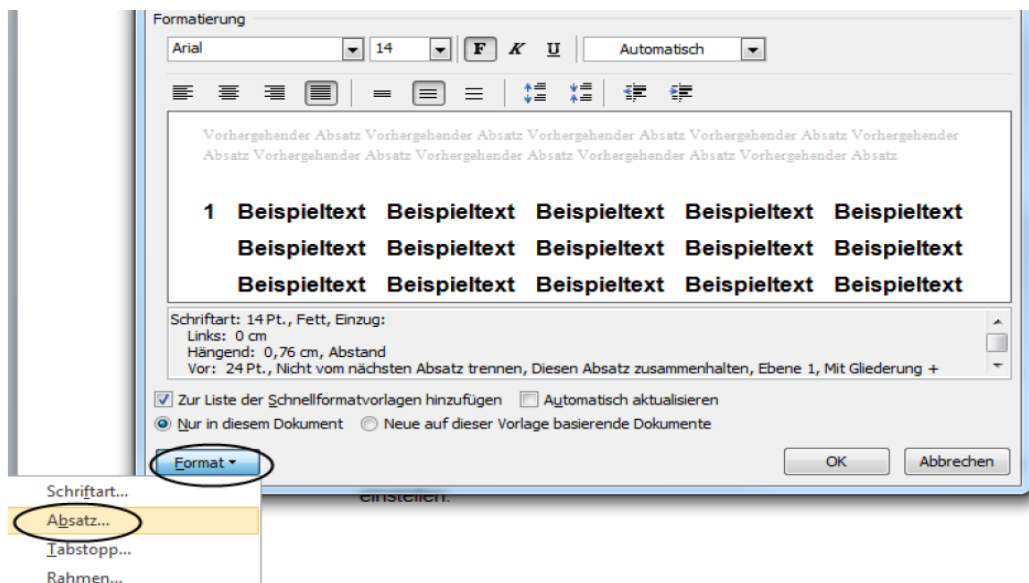 Formatierung
Arial 14 F K U Automatisch
Vorhergehender Absatz Vorhergehender Absatz Vorhergehender Absatz Vorhergehender Absatz Vorhergehender
Absatz Vorhergehender Absatz Vorhergehender Absatz Vorhergehender Absatz Vorhergehender Absatz
1 Beispieltext Beispieltext Beispieltext Beispieltext Beispieltext
Beispieltext Beispieltext Beispieltext Beispieltext Beispieltext
Beispieltext Beispieltext Beispieltext Beispieltext Beispieltext
Schriftart: 14 Pt., Fett, Einzug:
Links: 0 cm
Hängend: 0,76 cm, Abstand
Vor: 24 Pt., Nicht vom nächsten Absatz trennen, Diesen Absatz zusammenhalten, Ebene 1, Mit Gliederung +
Zur Liste der Schnellformatvorlagen hinzufügen Automatisch aktualisieren
Nur in diesem Dokument Neue auf dieser Vorlage basierende Dokumente
Format OK Abbrechen
einstellen.
Schriftart...
Absatz...
Tabstopp...
Rahmen...